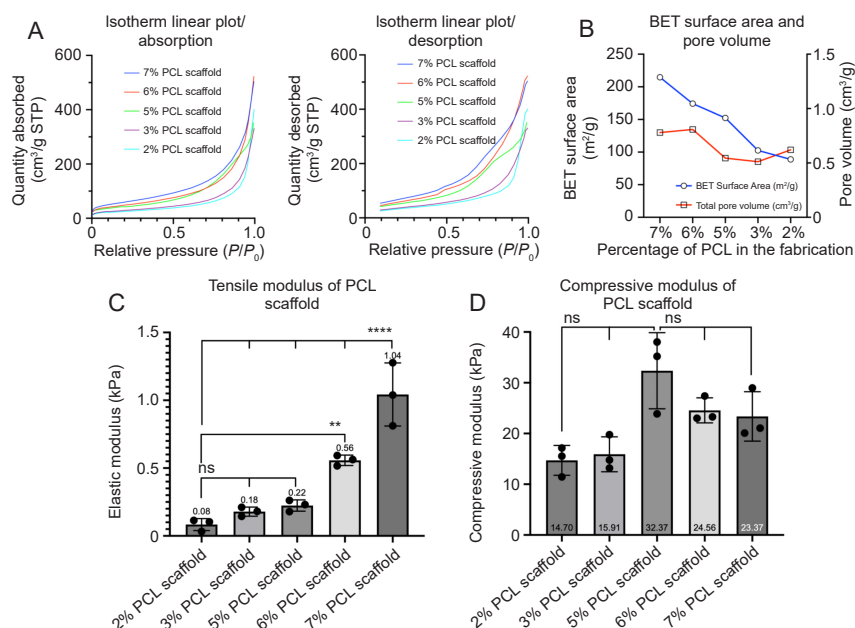 A
Isotherm linear plot/
absorption
Quantity absorbed
(cm³/g STP)
600
400
200
0
7% PCL scaffold
6% PCL scaffold
5% PCL scaffold
3% PCL scaffold
2% PCL scaffold
0
0.5
1.0
Relative pressure (P/P₀)
Isotherm linear plot/
desorption
Quantity desorbed
(cm³/g STP)
600
400
200
0
7% PCL scaffold
6% PCL scaffold
5% PCL scaffold
3% PCL scaffold
2% PCL scaffold
0
0.5
1.0
Relative pressure (P/P₀)
B
BET surface area and
pore volume
BET surface area
(m²/g)
250
200
150
100
50
0
1.5
1.0
0.5
0
Pore volume (cm³/g)
BET Surface Area (m²/g)
Total pore volume (cm³/g)
7% 6% 5% 3% 2%
Percentage of PCL in the fabrication
C
Tensile modulus of PCL
scaffold
Elastic modulus (kPa)
1.5
1.0
0.5
0
****
**
ns
0.08
0.18
0.22
0.56
1.04
2% PCL scaffold
3% PCL scaffold
5% PCL scaffold
6% PCL scaffold
7% PCL scaffold
D
Compressive modulus of
PCL scaffold
Compressive modulus (kPa)
40
30
20
10
0
ns
ns
14.70
15.91
32.37
24.56
23.37
2% PCL scaffold
3% PCL scaffold
5% PCL scaffold
6% PCL scaffold
7% PCL scaffold